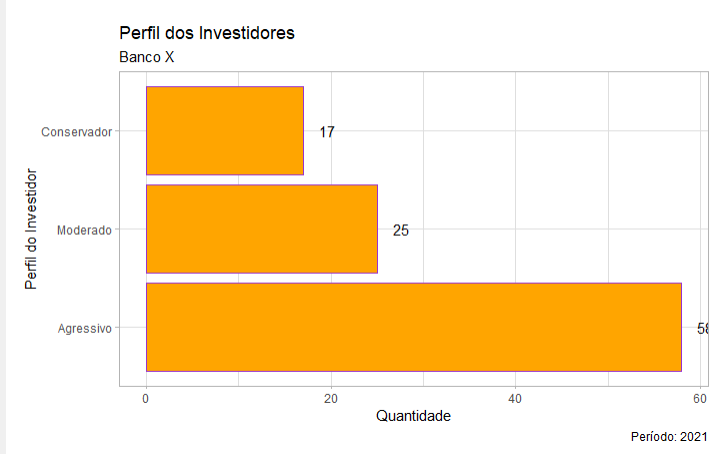 Perfil dos Investidores
Banco X
Perfil do Investidor
Conservador
17
Moderado
25
Agressivo
58
0
20
40
60
Quantidade
Período: 2021